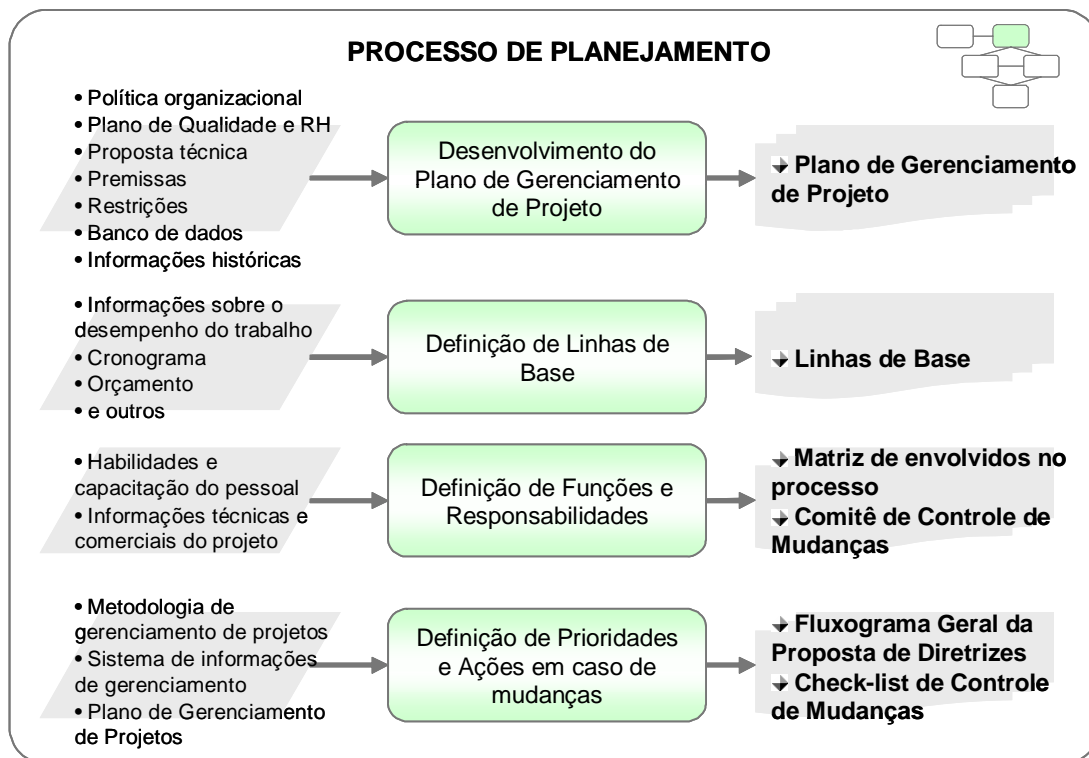 PROCESSO DE PLANEJAMENTO
• Política organizacional
• Plano de Qualidade e RH
• Proposta técnica
• Premissas
• Restrições
• Banco de dados
• Informações históricas
Desenvolvimento do
Plano de Gerenciamento
de Projeto
Plano de Gerenciamento
de Projeto
• Informações sobre o
desempenho do trabalho
• Cronograma
• Orçamento
• e outros
Definição de Linhas de
Base
Linhas de Base
• Habilidades e
capacitação do pessoal
• Informações técnicas e
comerciais do projeto
Definição de Funções e
Responsabilidades
Matriz de envolvidos no
processo
Comitê de Controle de
Mudanças
• Metodologia de
gerenciamento de projetos
• Sistema de informações
de gerenciamento
• Plano de Gerenciamento
de Projetos
Definição de Prioridades
e Ações em caso de
mudanças
Fluxograma Geral da
Proposta de Diretrizes
Check-list de Controle
de Mudanças